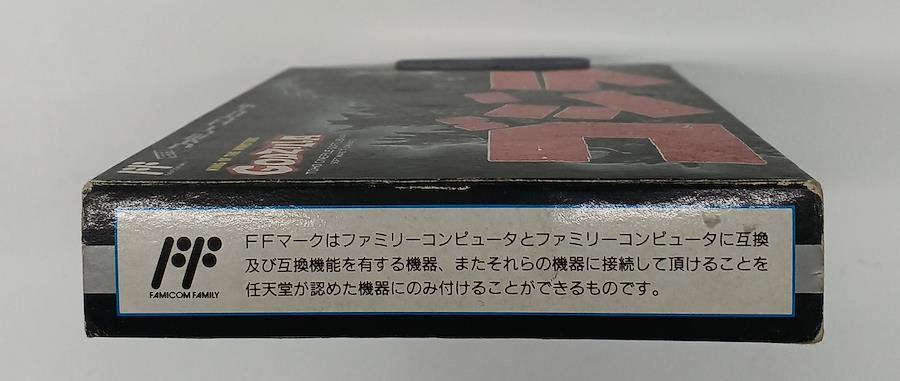 ゴジラ
GODZILLA
FF
FAMICOM FAMILY
FFマークはファミリーコンピュータとファミリーコンピュータに互換
及び互換機能を有する機器、またそれらの機器に接続して頂けることを
任天堂が認めた機器にのみ付けることができるものです。